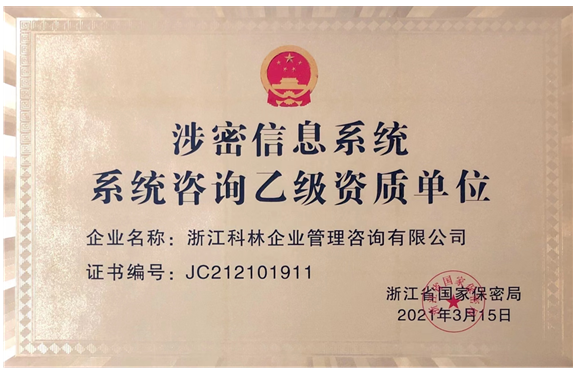 涉密信息系统
系统咨询乙级资质单位
企业名称：浙江科林企业管理咨询有限公司
证书编号：JC212101911
浙江省国家保密局
2021年3月15日